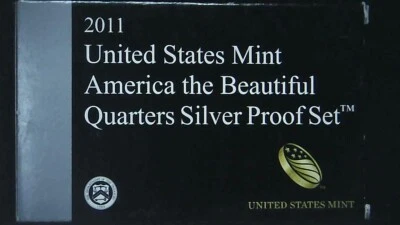 2011
United States Mint
America the Beautiful
Quarters Silver Proof Set™
UNITED STATES MINT